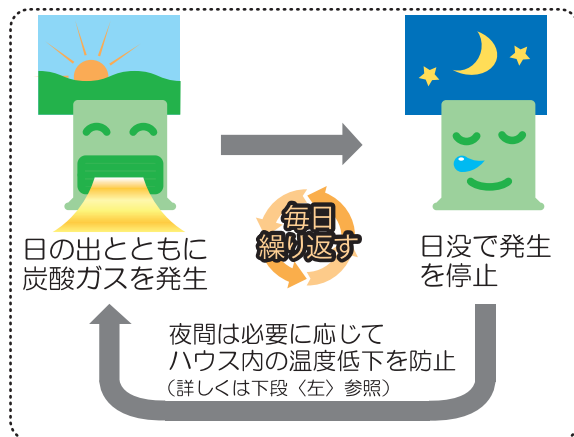 日の出とともに
炭酸ガスを発生
毎日
繰り返す
日没で発生
を停止
夜間は必要に応じて
ハウス内の温度低下を防止
（詳しくは下段〈左〉参照）